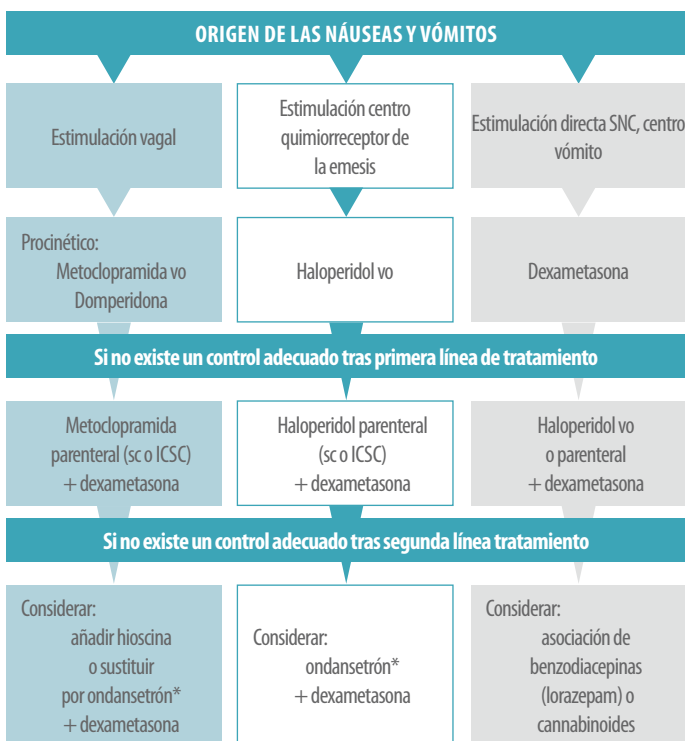 ORIGEN DE LAS NÁUSEAS Y VÓMITOS
Estimulación vagal
Estimulación centro
quimiorreceptor de
la emesis
Estimulación directa SNC, centro
vómito
Procinético:
Metoclopramida vo
Domperidona
Haloperidol vo
Dexametasona
Si no existe un control adecuado tras primera línea de tratamiento
Metoclopramida
parenteral (sc o ICSC)
+ dexametasona
Haloperidol parenteral
(sc o ICSC)
+ dexametasona
Haloperidol vo
o parenteral
+ dexametasona
Si no existe un control adecuado tras segunda línea tratamiento
Considerar:
añadir hioscina
o sustituir
por ondansetrón*
+ dexametasona
Considerar:
ondansetrón*
+ dexametasona
Considerar:
asociación de
benzodiacepinas
(lorazepam) o
cannabinoides